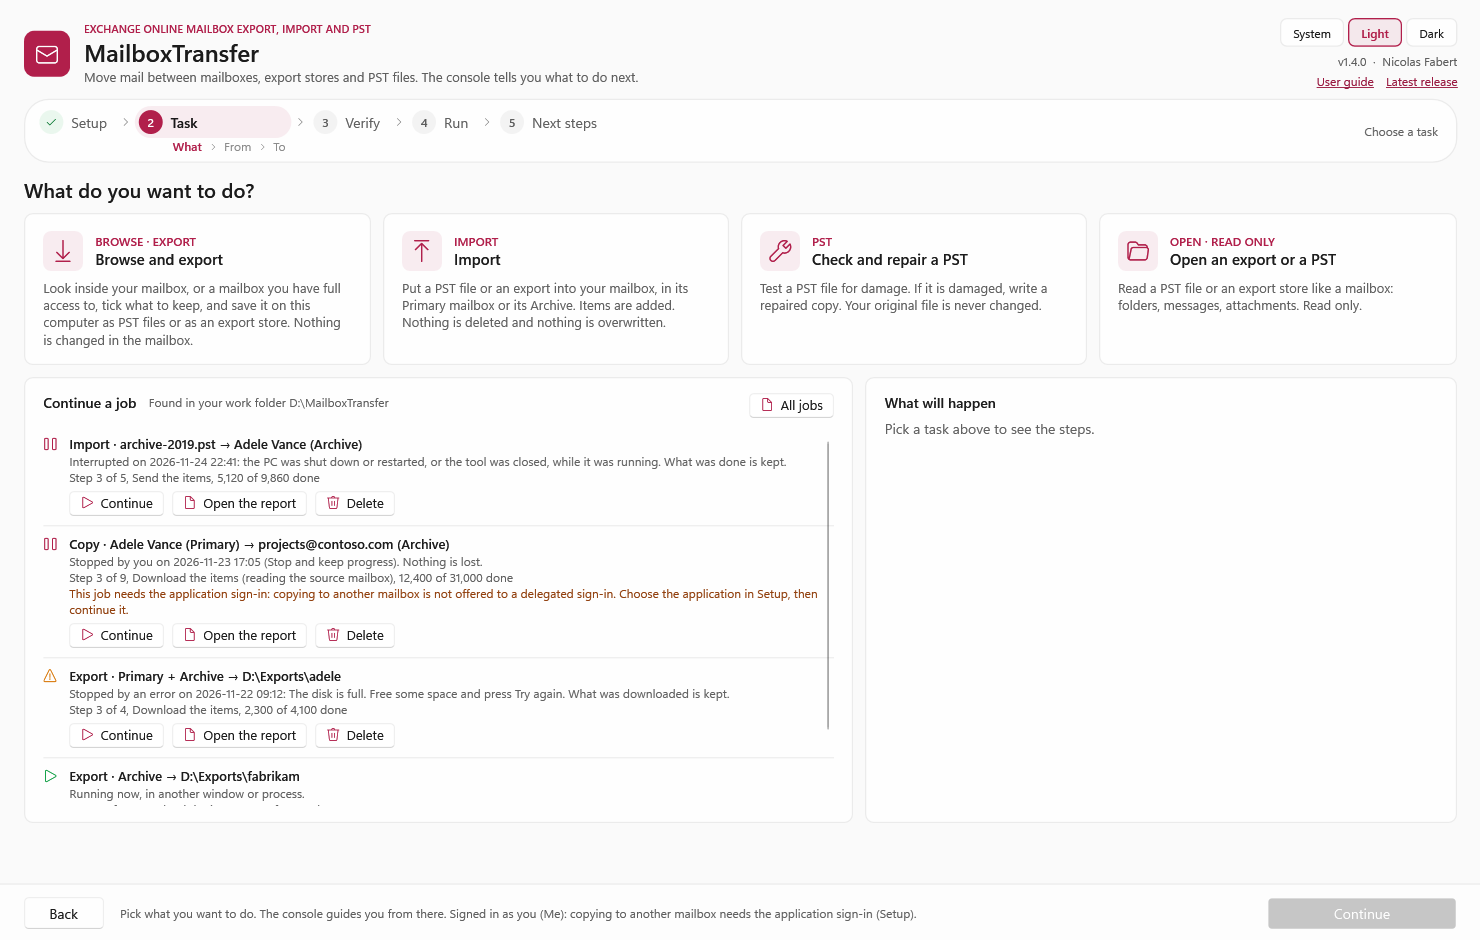 EXCHANGE ONLINE MAILBOX EXPORT, IMPORT AND PST
MailboxTransfer
Move mail between mailboxes, export stores and PST files. The console tells you what to do next.
System
Light
Dark
v1.4.0 · Nicolas Fabert
User guide
Latest release
Setup
2
Task
3
Verify
4
Run
5
Next steps
What
From
To
Choose a task
What do you want to do?
BROWSE · EXPORT
Browse and export
Look inside your mailbox, or a mailbox you have full
access to, tick what to keep, and save it on this
computer as PST files or as an export store. Nothing
is changed in the mailbox.
IMPORT
Import
Put a PST file or an export into your mailbox, in its
Primary mailbox or its Archive. Items are added.
Nothing is deleted and nothing is overwritten.
PST
Check and repair a PST
Test a PST file for damage. If it is damaged, write a
repaired copy. Your original file is never changed.
OPEN · READ ONLY
Open an export or a PST
Read a PST file or an export store like a mailbox:
folders, messages, attachments. Read only.
Continue a job
Found in your work folder D:\MailboxTransfer
All jobs
Import · archive-2019.pst → Adele Vance (Archive)
Interrupted on 2026-11-24 22:41: the PC was shut down or restarted, or the tool was closed, while it was running. What was done is kept.
Step 3 of 5, Send the items, 5,120 of 9,860 done
Continue
Open the report
Delete
Copy · Adele Vance (Primary) → projects@contoso.com (Archive)
Stopped by you on 2026-11-23 17:05 (Stop and keep progress). Nothing is lost.
Step 3 of 9, Download the items (reading the source mailbox), 12,400 of 31,000 done
This job needs the application sign-in: copying to another mailbox is not offered to a delegated sign-in. Choose the application in Setup, then
continue it.
Continue
Open the report
Delete
Export · Primary + Archive → D:\Exports\adele
Stopped by an error on 2026-11-22 09:12: The disk is full. Free some space and press Try again. What was downloaded is kept.
Step 3 of 4, Download the items, 2,300 of 4,100 done
Continue
Open the report
Delete
Export · Archive → D:\Exports\fabrikam
Running now, in another window or process.
What will happen
Pick a task above to see the steps.
Back
Pick what you want to do. The console guides you from there. Signed in as you (Me): copying to another mailbox needs the application sign-in (Setup).
Continue